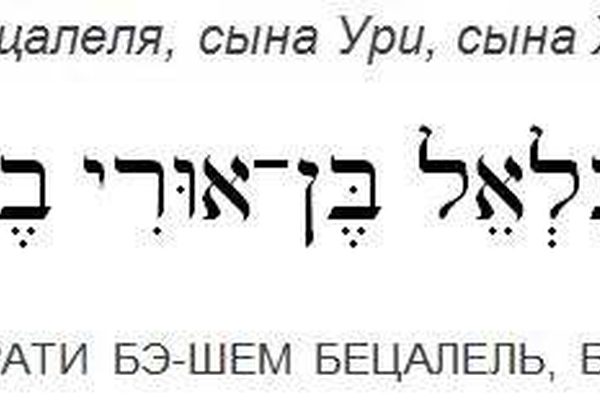 цалеля, сына Ури, сына
לְאֵל בֶּן־אוּרִי בֶ
РАТИ БЭ-ШЕМ БЕЦАЛЕЛЬ,